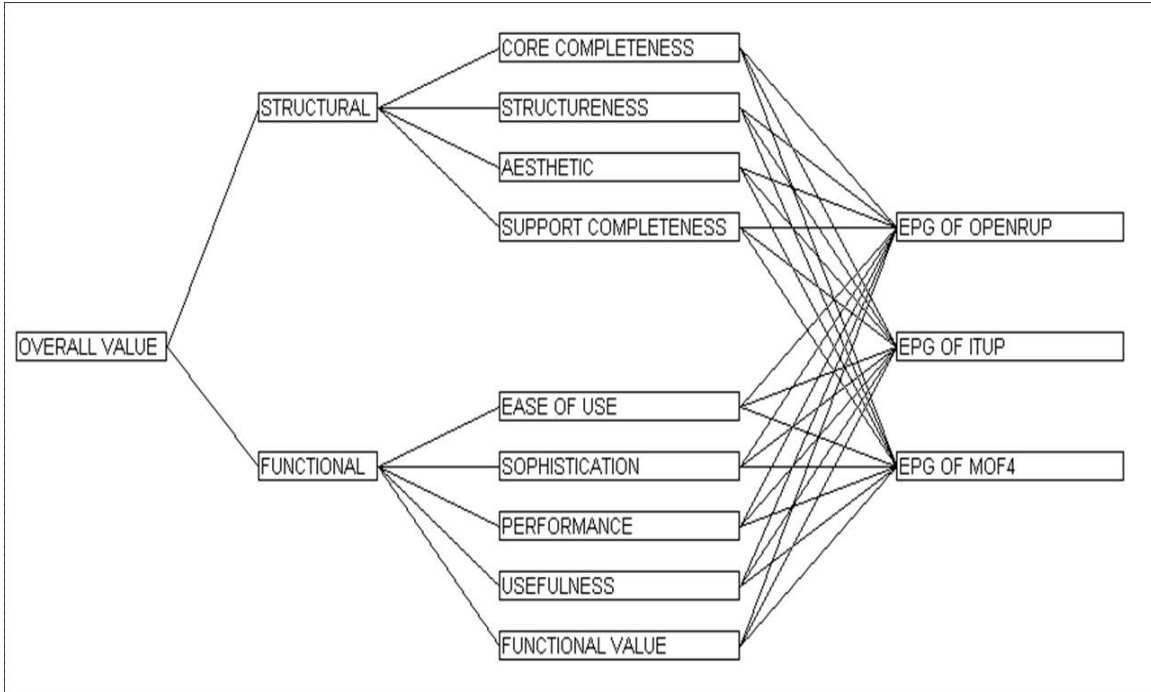 CORE COMPLETENESS
STRUCTURAL
STRUCTURENESS
AESTHETIC
SUPPORT COMPLETENESS
EPG OF OPENRUP
OVERALL VALUE
EPG OF ITUP
EASE OF USE
FUNCTIONAL
SOPHISTICATION
EPG OF MOF4
PERFORMANCE
USEFULNESS
FUNCTIONAL VALUE